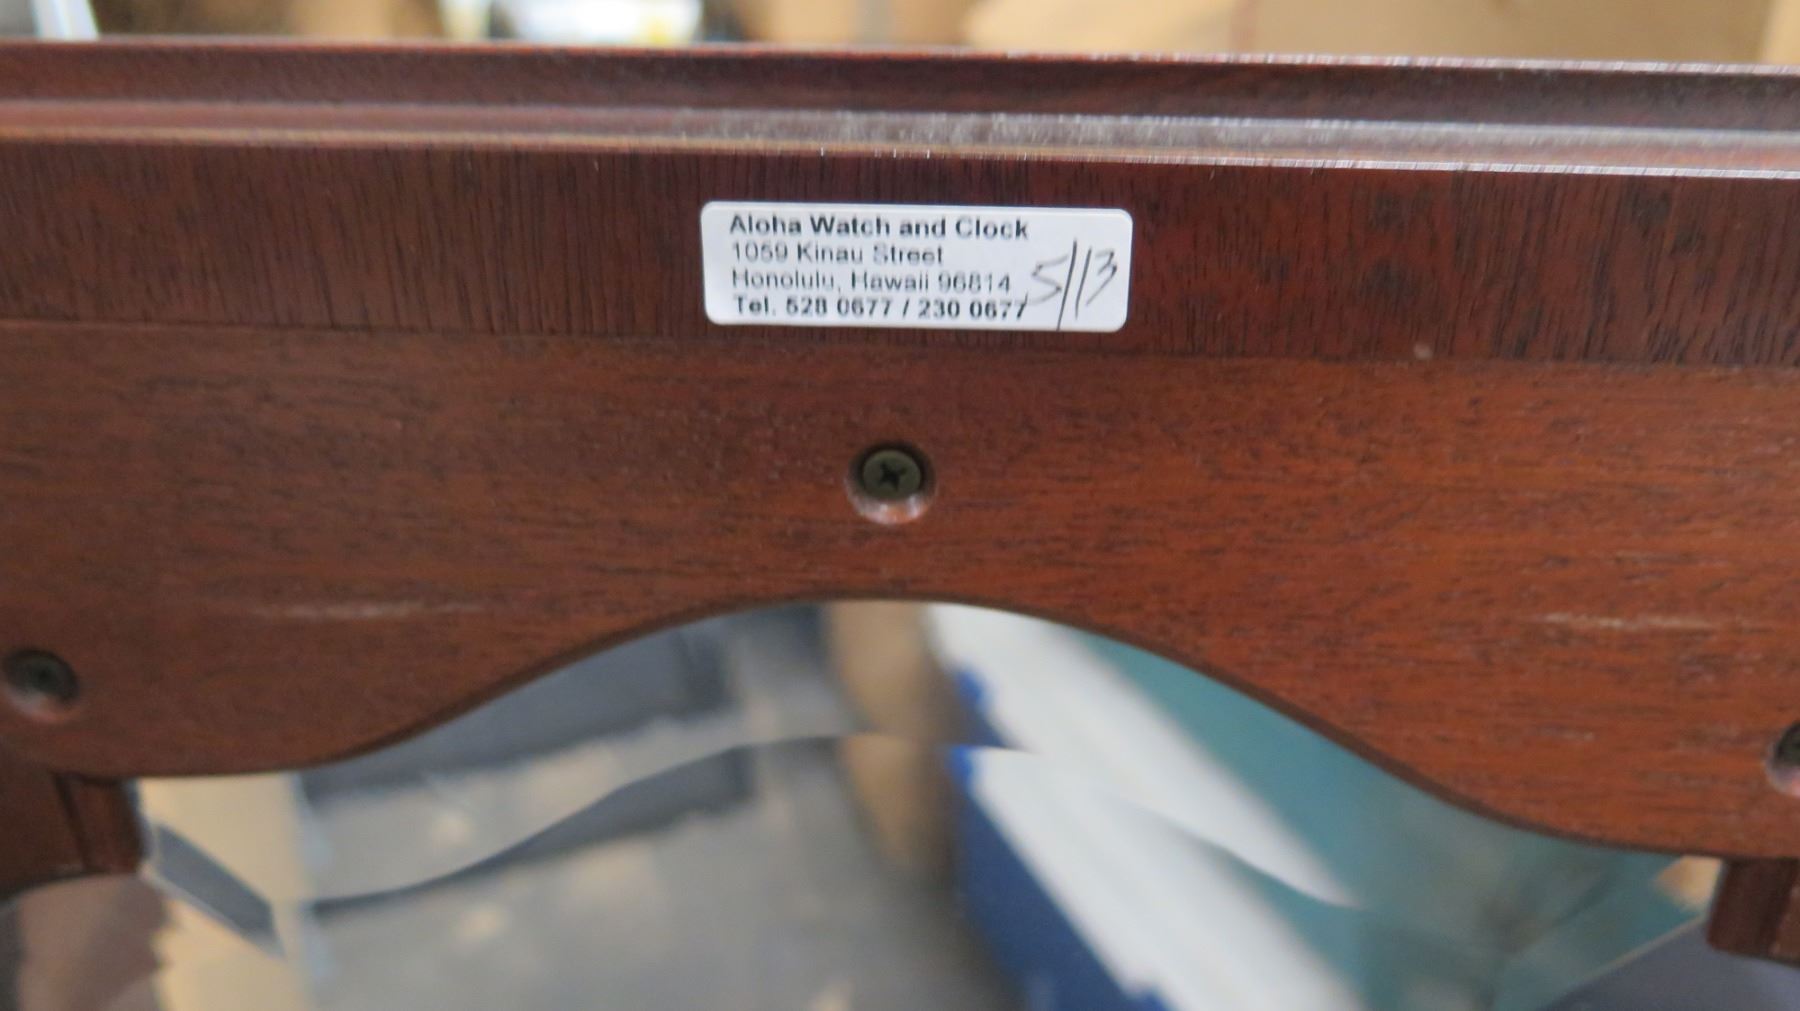 Aloha Watch and Clock
1059 Kinau Street
Honolulu, Hawaii 96814
Tel. 528 0677 / 230 0677
5/13